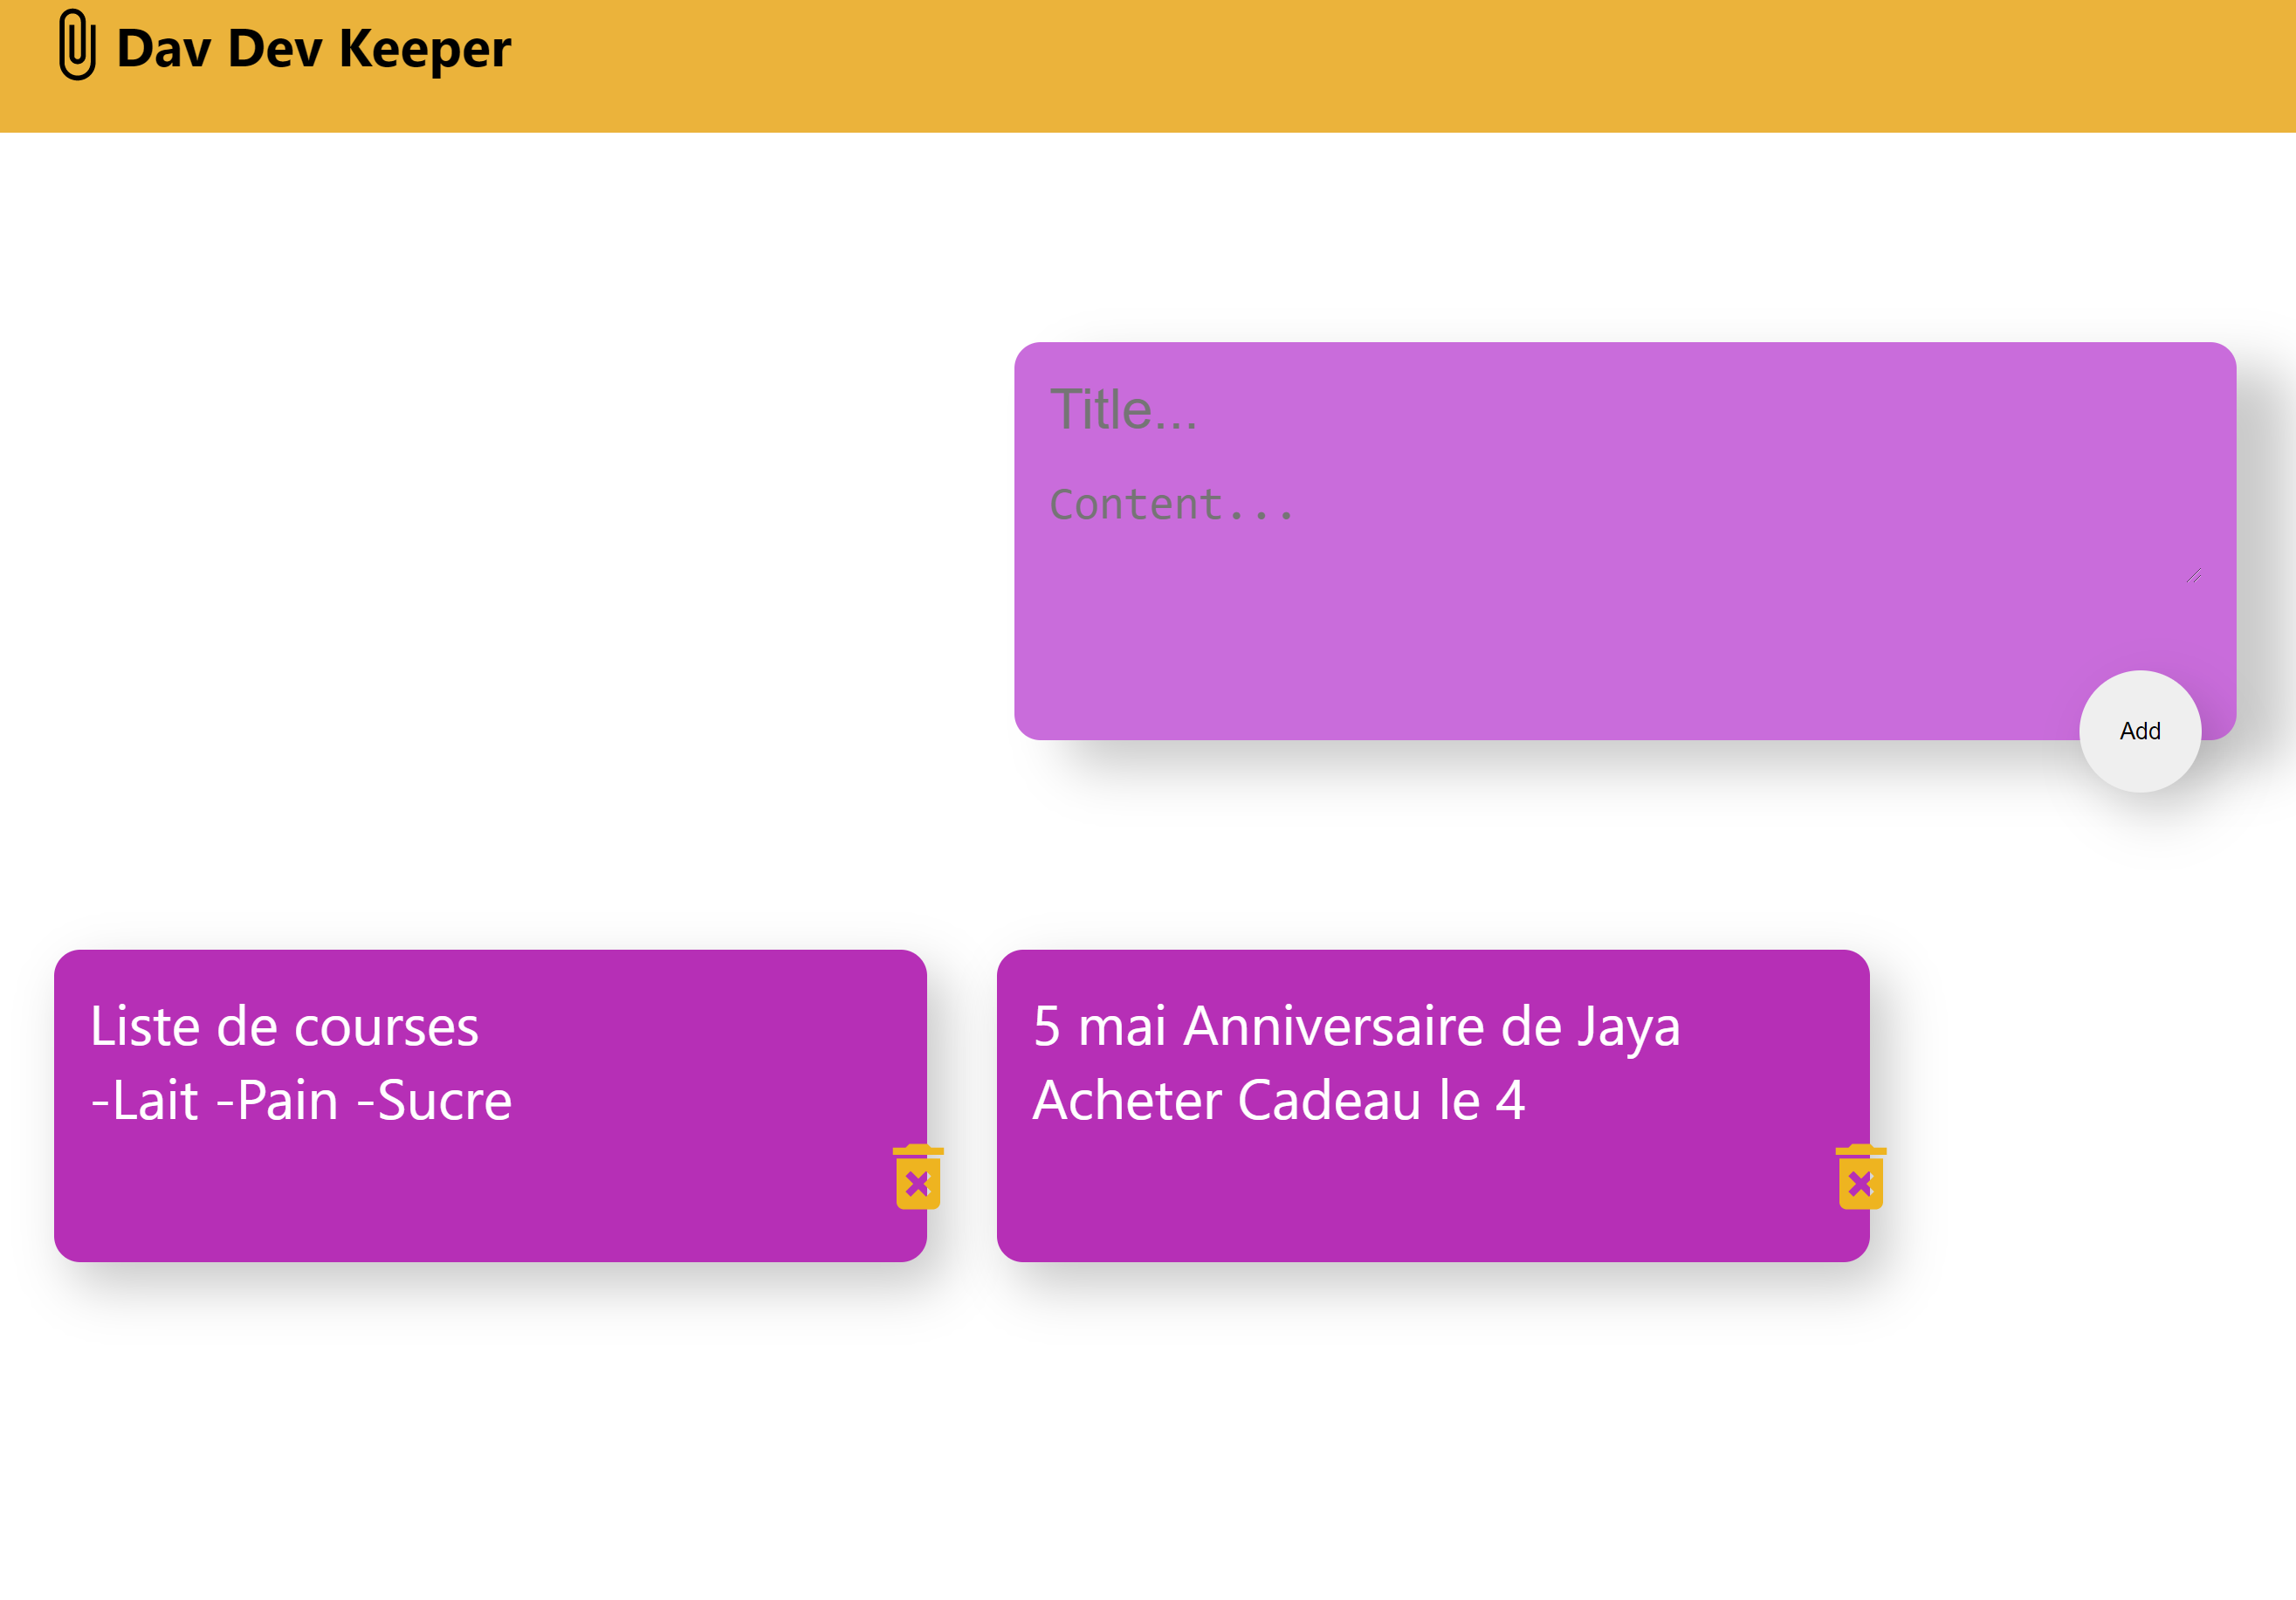 Dav Dev Keeper
Title...
Content...
Add
Liste de courses
-Lait -Pain -Sucre
5 mai Anniversaire de Jaya
Acheter Cadeau le 4